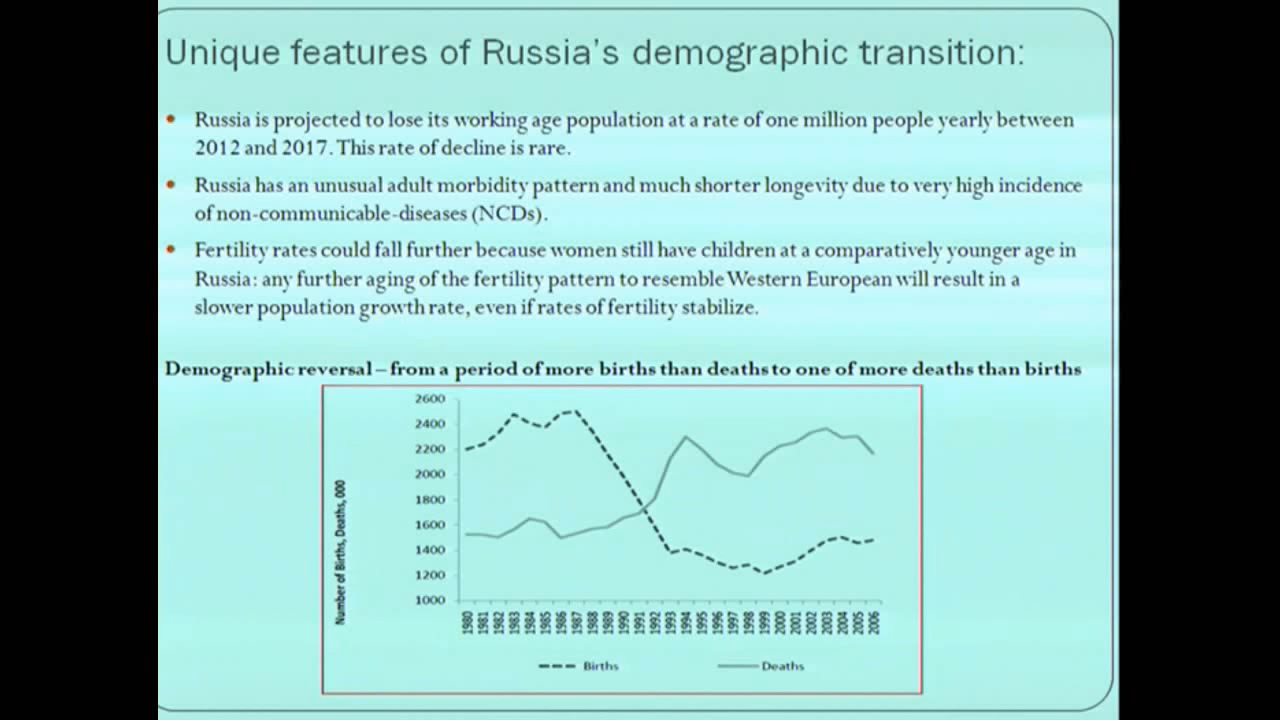 Unique features of Russia's demographic transition:
Russia is projected to lose its working age population at a rate of one million people yearly between
2012 and 2017. This rate of decline is rare.
Russia has an unusual adult morbidity pattern and much shorter longevity due to very high incidence
of non-communicable-diseases (NCDs).
Fertility rates could fall further because women still have children at a comparatively younger age in
Russia: any further aging of the fertility pattern to resemble Western European will result in a
slower population growth rate, even if rates of fertility stabilize.
Demographic reversal – from a period of more births than deaths to one of more deaths than births
Number of Births, Deaths, 000
2600
2400
2200
2000
1800
1600
1400
1200
1000
1980 1981 1982 1983 1984 1985 1986 1987 1988 1989 1990 1991 1992 1993 1994 1995 1996 1997 1998 1999 2000 2001 2002 2003 2004 2005 2006
Births Deaths